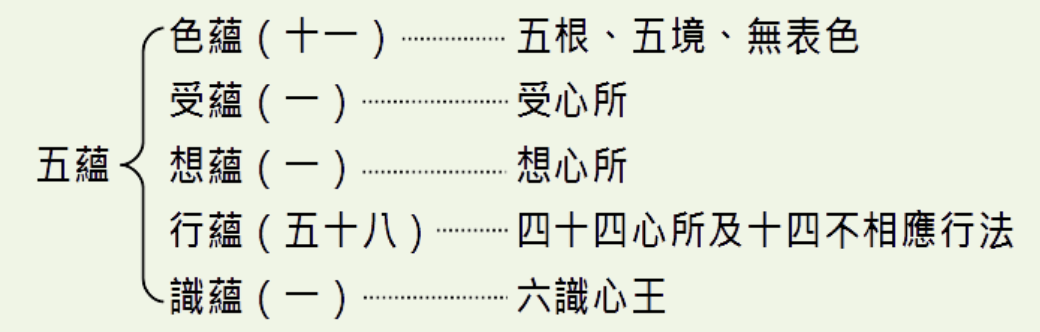 色蘊（十一）……………五根、五境、無表色
受蘊（一）…………………受心所
五蘊 想蘊（一）…………………想心所
行蘊（五十八）…………四十四心所及十四不相應行法
識蘊（一）…………………六識心王